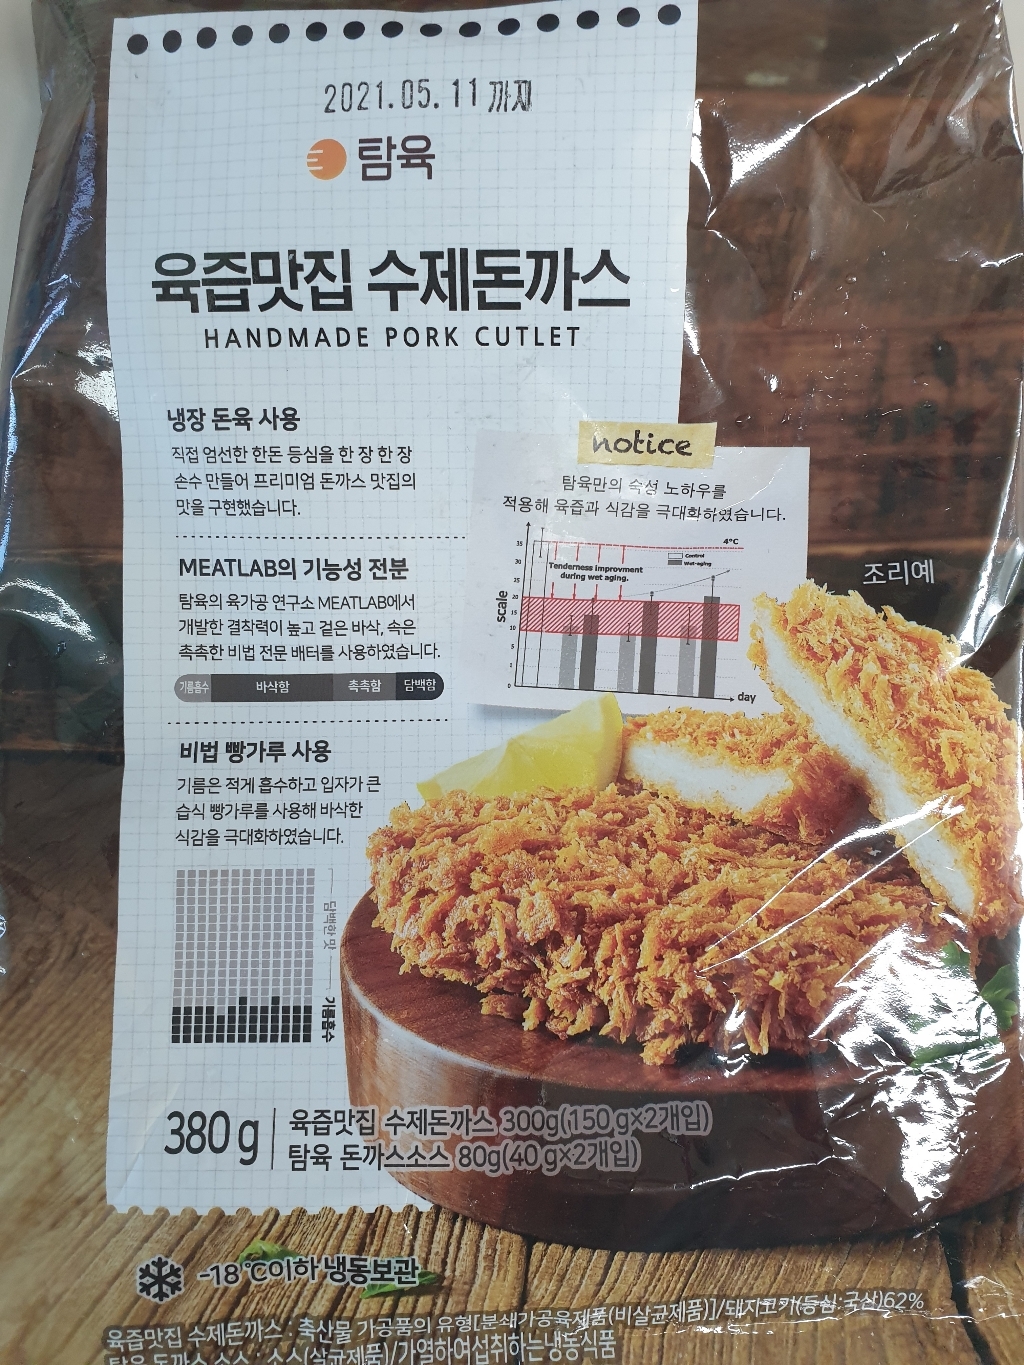 2021.05.11 까지
탐육
육즙맛집 수제돈까스
HANDMADE PORK CUTLET
냉장 돈육 사용
직접 엄선한 한돈 등심을 한 장 한 장
손수 만들어 프리미엄 돈까스 맛집의
맛을 구현했습니다.
MEATLAB의 기능성 전분
탐육의 육가공 연구소 MEATLAB에서
개발한 결착력이 높고 겉은 바삭, 속은
촉촉한 비법 전문 배터를 사용하였습니다.
기름흡수 바삭함 촉촉함 담백함
비법 빵가루 사용
기름은 적게 흡수하고 입자가 큰
습식 빵가루를 사용해 바삭한
식감을 극대화하였습니다.
담백한 맛
기름흡수
notice
탐육만의 숙성 노하우를
적용해 육즙과 식감을 극대화하였습니다.
4°C
Control
Wet-aging
Tenderness improvment
during wet aging.
scale
35
30
25
20
15
10
5
1
0
day
조리예
380g
육즙맛집 수제돈까스 300g(150g×2개입)
탐육 돈까스소스 80g(40g×2개입)
-18℃이하 냉동보관
육즙맛집 수제돈까스 : 축산물 가공품의 유형[분쇄가공육제품(비살균제품)]/돼지고기(등심:국산)62%
탐육 돈까스 소스 : 소스(살균제품)/가열하여섭취하는냉동식품